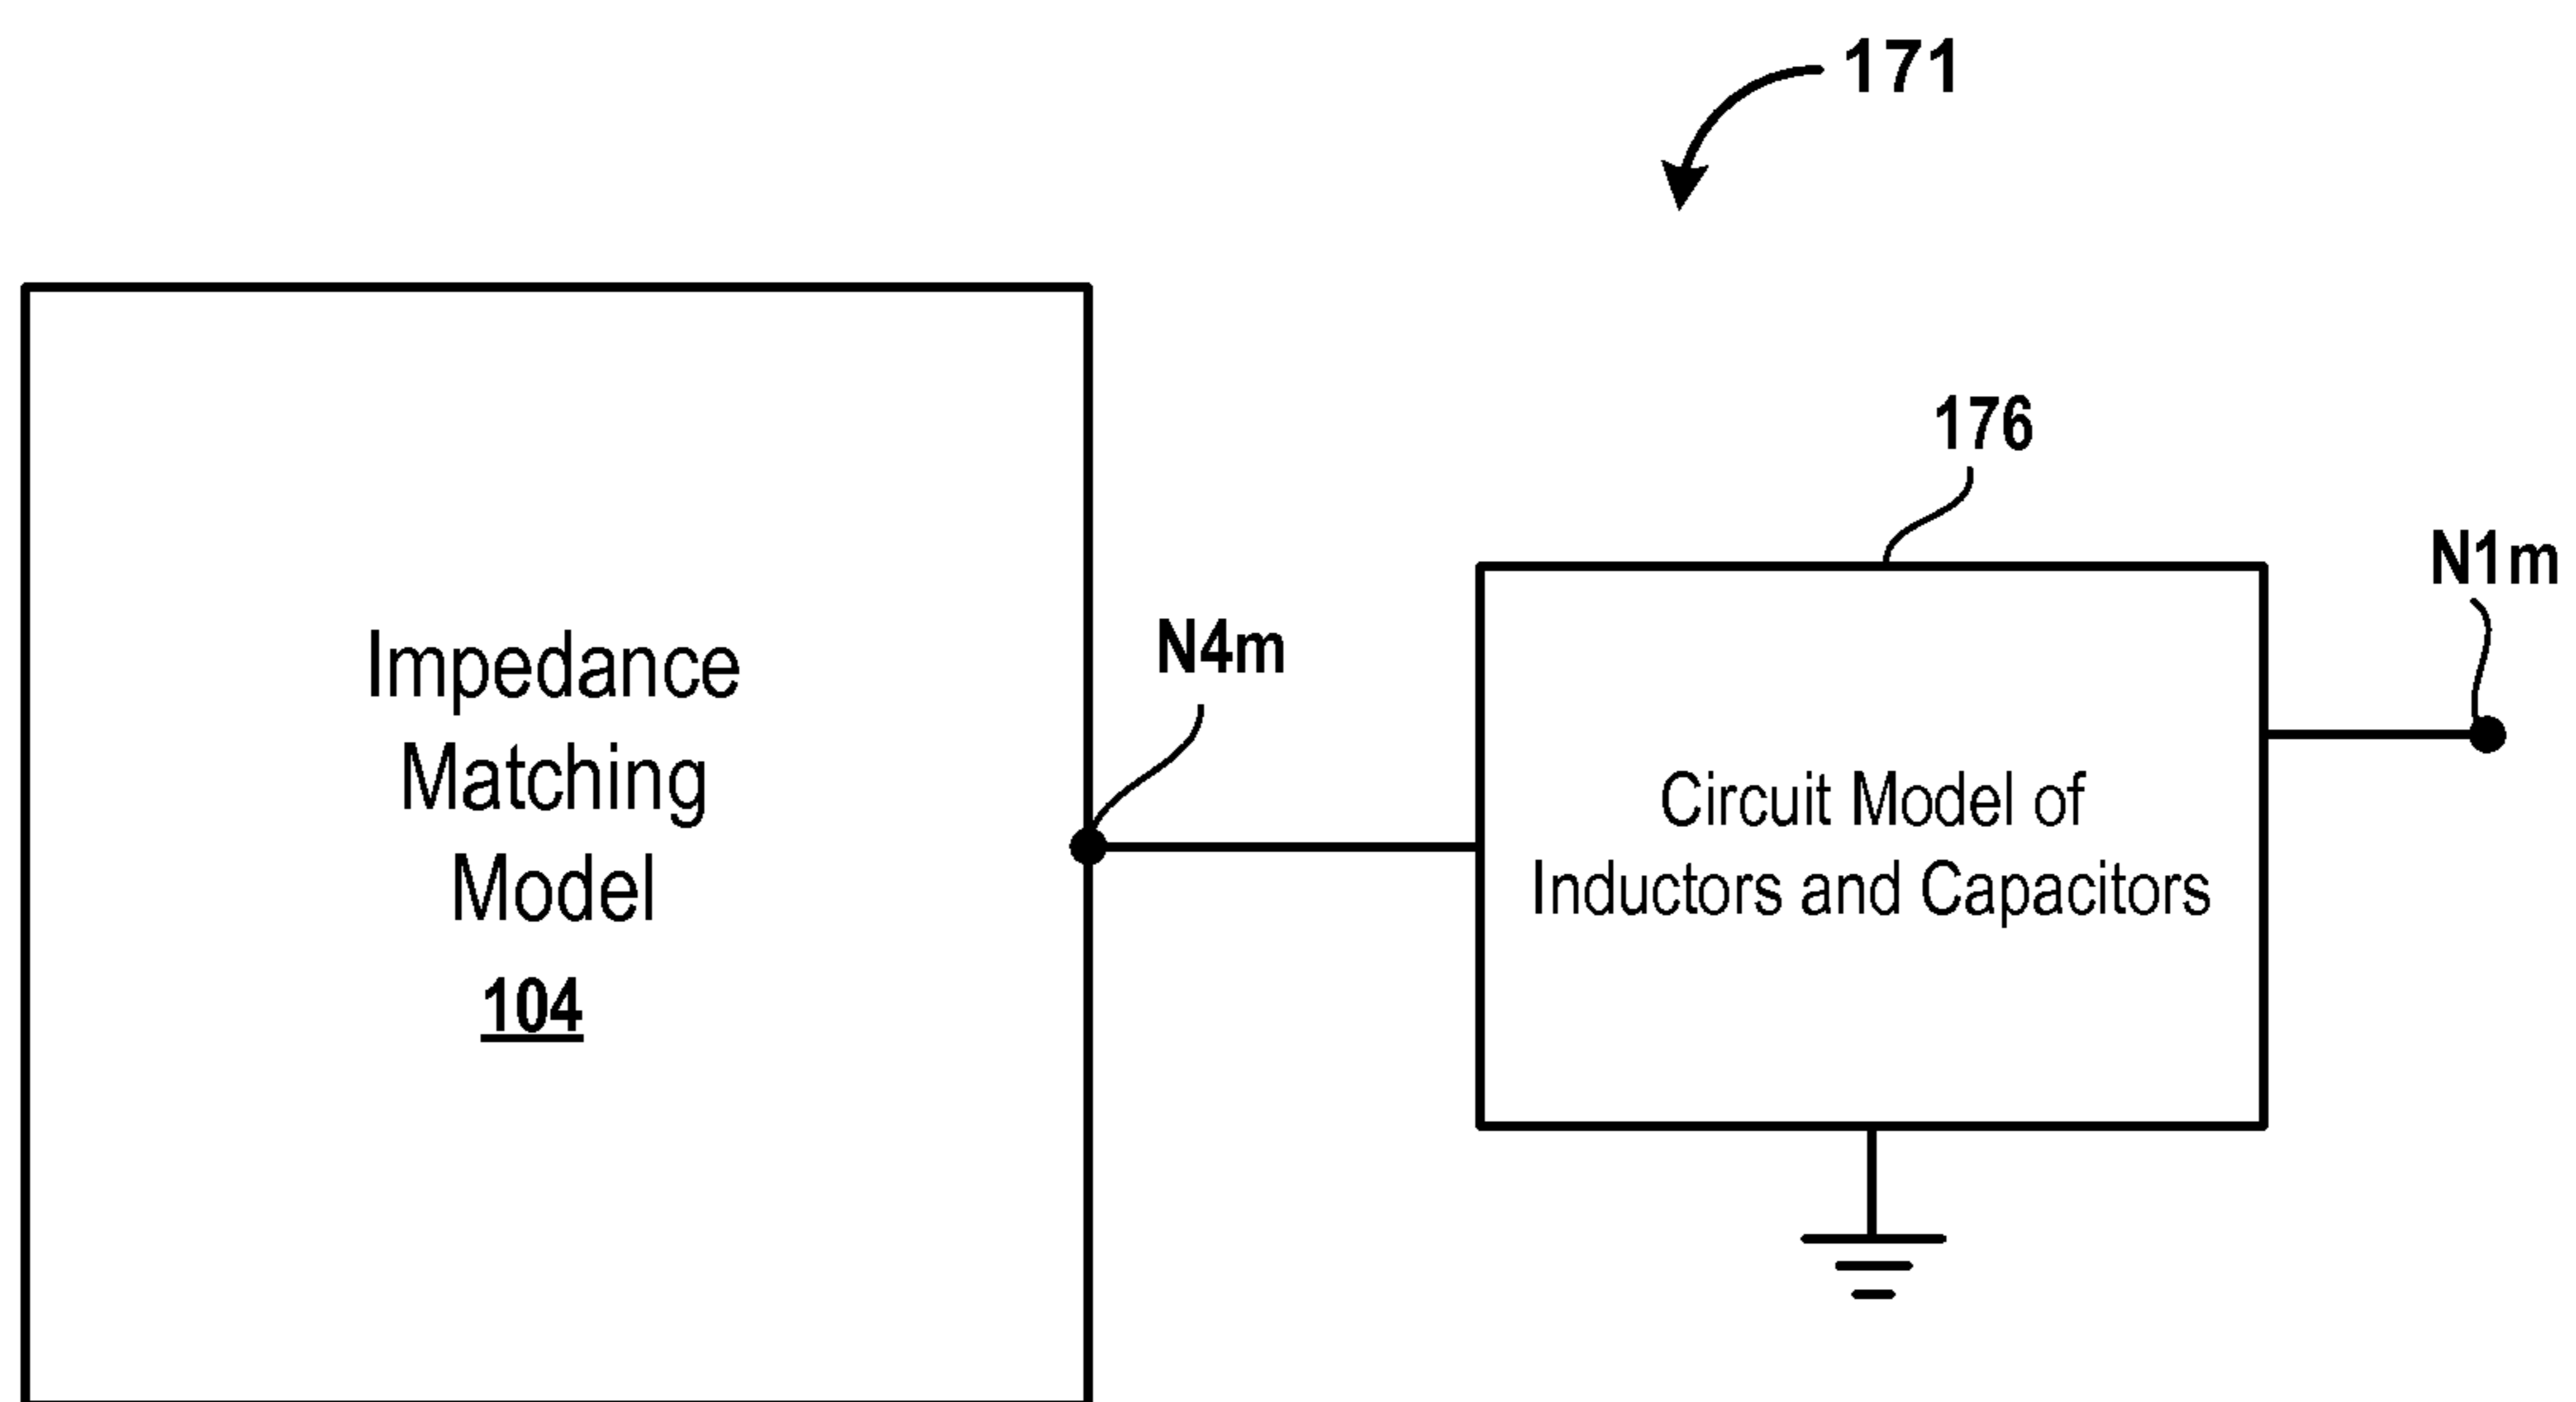 171
176
N1m
N4m
Impedance
Matching
Model
104
Circuit Model of
Inductors and Capacitors